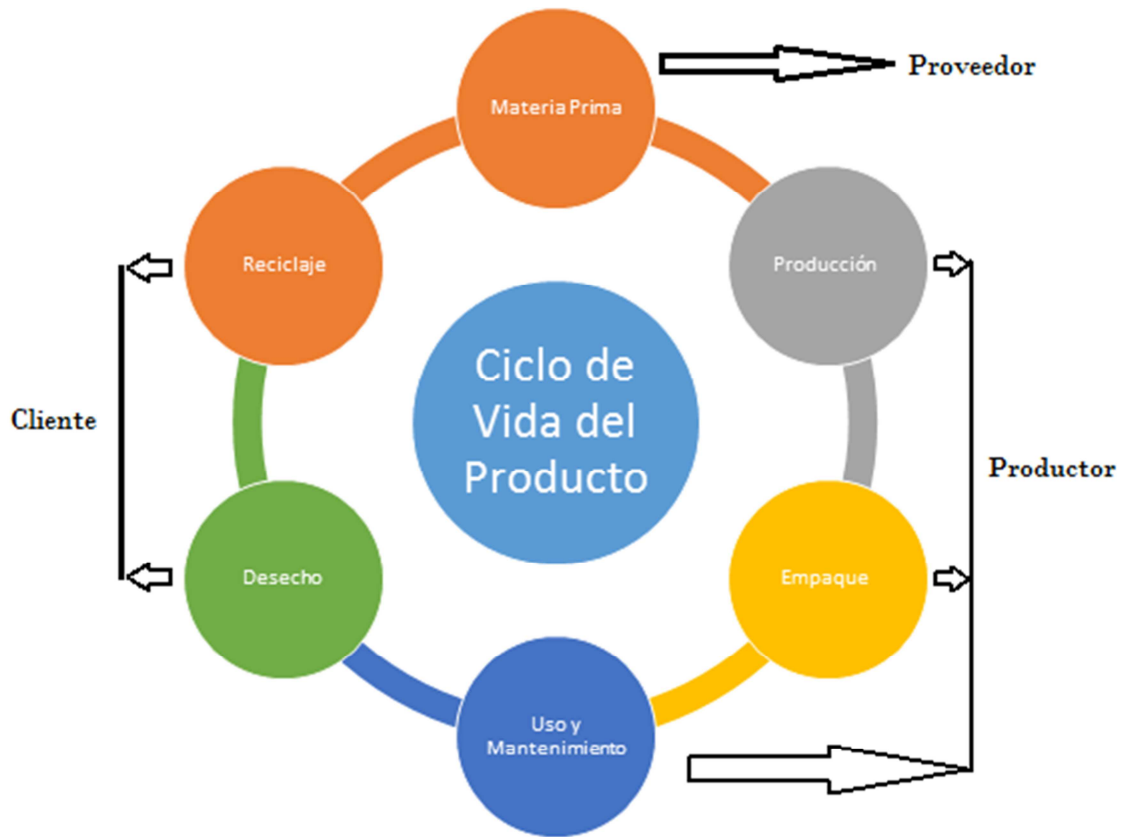 Materia Prima
Proveedor
Reciclaje
Producción
Ciclo de
Vida del
Producto
Cliente
Productor
Desecho
Empaque
Uso y
Mantenimiento